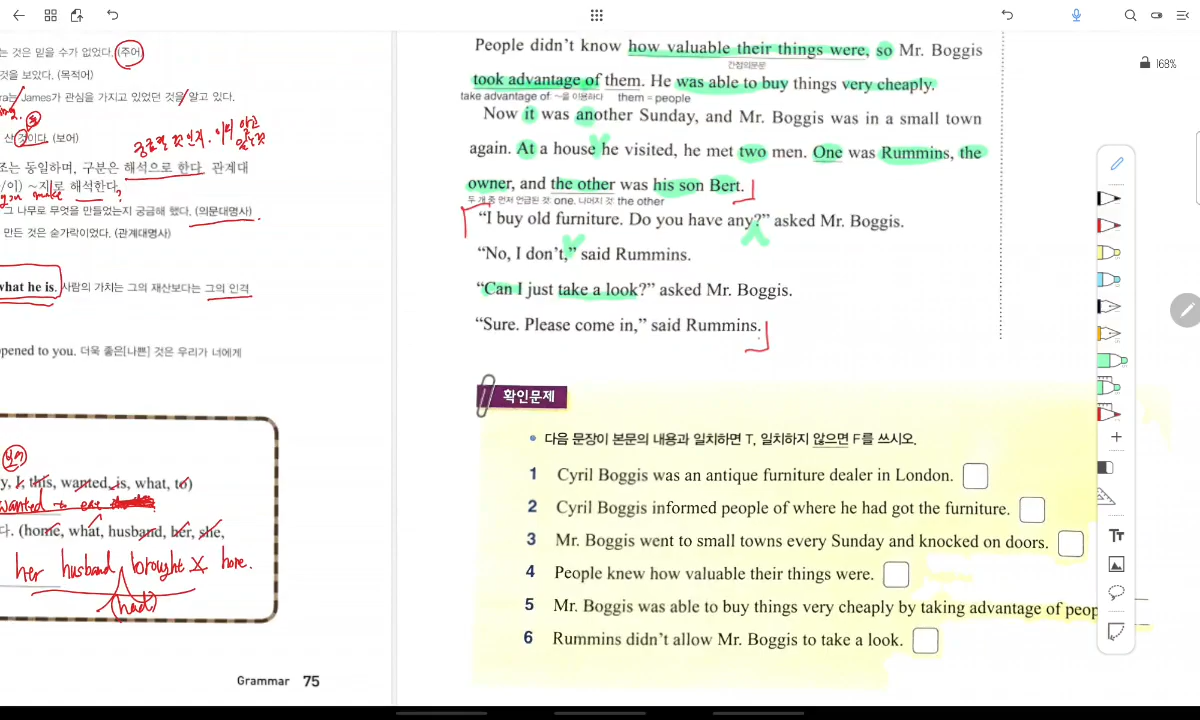 168%
는 것은 믿을 수가 없었다. (주어)
것을 보았다. (목적어)
James가 관심을 가지고 있었던 것을 알고 있다.
산 것이다. (보어)
조는 동일하며, 구분은 해석으로 한다. 관계대
/이) ~지로 해석한다.
그 나무로 무엇을 만들었는지 궁금해 했다. (의문대명사)
만든 것은 숟가락이었다. (관계대명사)
what he is. 사람의 가치는 그의 재산보다는 그의 인격
opened to you. 더욱 좋은[나쁜] 것은 우리가 너에게
보어
y, I, this, wanted, is, what, to)
wanted to eat
다. (home, what, husband, her, she,
her husband brought home.
(had)
Grammar 75
People didn't know how valuable their things were, so Mr. Boggis
간접의문문
took advantage of them. He was able to buy things very cheaply.
take advantage of ~을 이용하다 them = people
Now it was another Sunday, and Mr. Boggis was in a small town
again. At a house he visited, he met two men. One was Rummins, the
owner, and the other was his son Bert.
두 개 중 먼저 언급된 것 one, 나머지 것 the other
"I buy old furniture. Do you have any?" asked Mr. Boggis.
"No, I don't," said Rummins.
"Can I just take a look?" asked Mr. Boggis.
"Sure. Please come in," said Rummins.
확인문제
• 다음 문장이 본문의 내용과 일치하면 T, 일치하지 않으면 F를 쓰시오.
1 Cyril Boggis was an antique furniture dealer in London.
2 Cyril Boggis informed people of where he had got the furniture.
3 Mr. Boggis went to small towns every Sunday and knocked on doors.
4 People knew how valuable their things were.
5 Mr. Boggis was able to buy things very cheaply by taking advantage of peop
6 Rummins didn't allow Mr. Boggis to take a look.
Tт